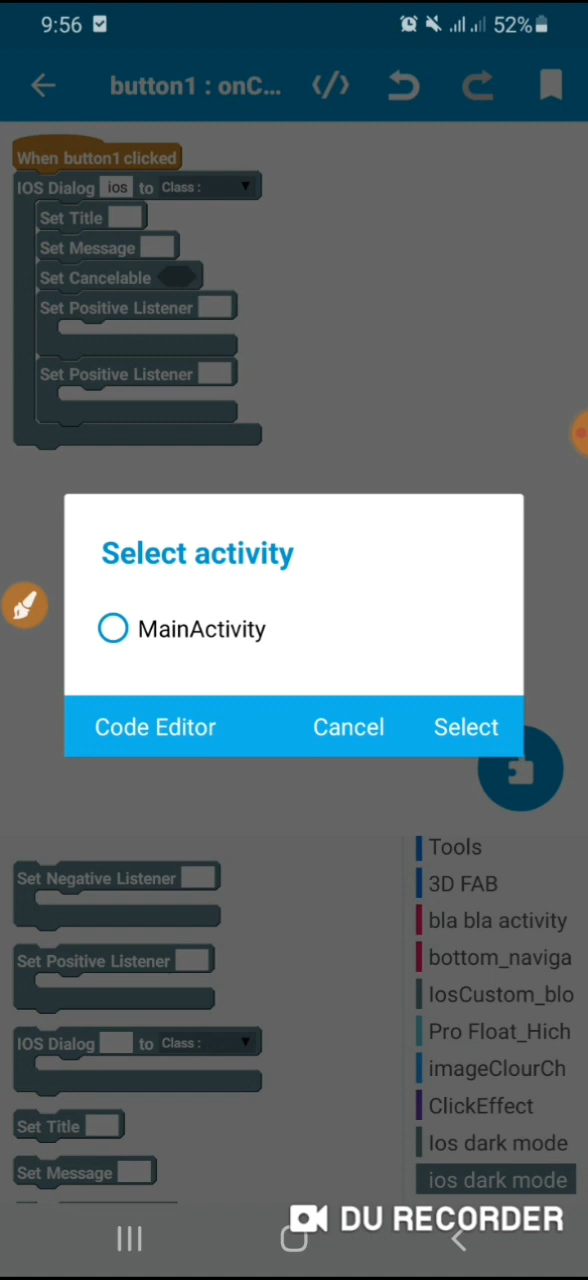 9:56 52%
button1 : onC... </>
When button1 clicked
IOS Dialog ios to Class :
Set Title
Set Message
Set Cancelable
Set Positive Listener
Set Positive Listener
Select activity
MainActivity
Code Editor Cancel Select
Set Negative Listener
Set Positive Listener
IOS Dialog to Class :
Set Title
Set Message
Tools
3D FAB
bla bla activity
bottom_naviga
IosCustom_blo
Pro Float_Hich
imageClourCh
ClickEffect
Ios dark mode
ios dark mode
DU RECORDER